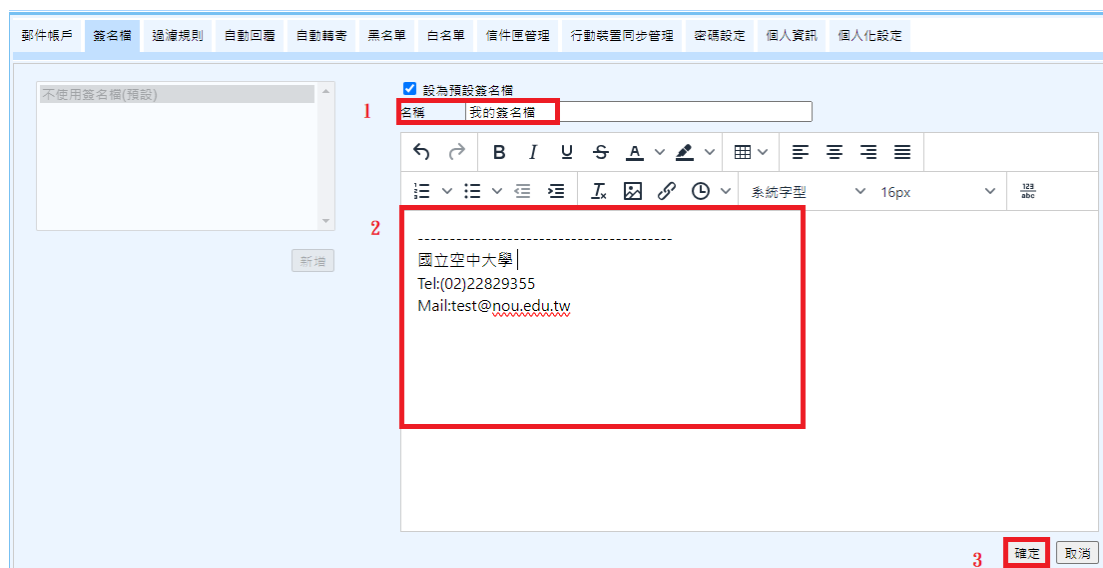 郵件帳戶 簽名檔 過濾規則 自動回覆 自動轉寄 黑名單 白名單 信件匣管理 行動裝置同步管理 密碼設定 個人資訊 個人化設定
不使用簽名檔(預設)
新增
設為預設簽名檔
1 名稱 我的簽名檔
B I U S A
系統字型 16px 123 abc
2
----------------------------------------
國立空中大學
Tel:(02)22829355
Mail:test@nou.edu.tw
3 確定 取消